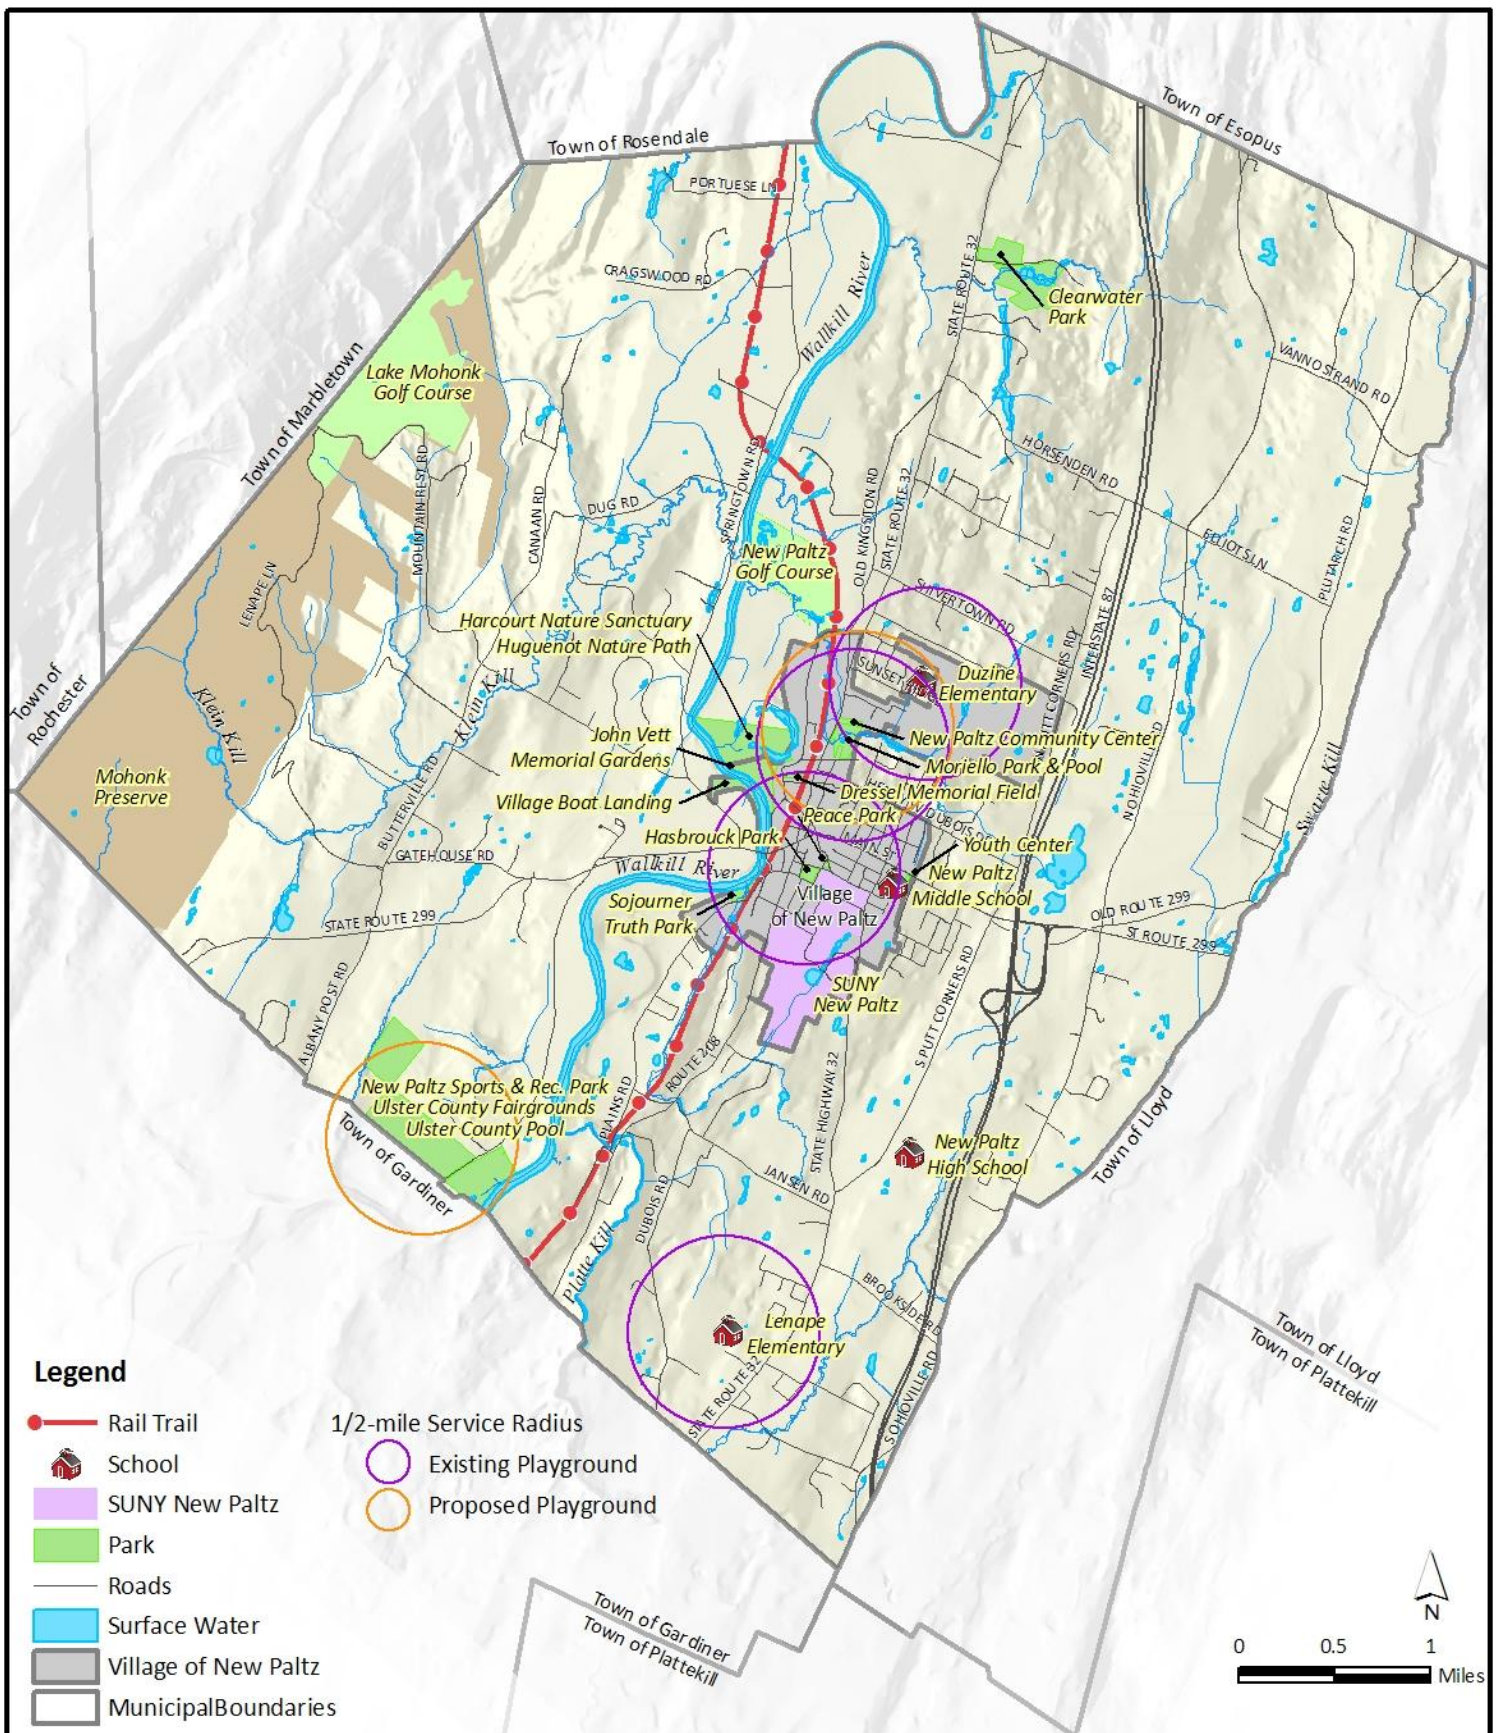 Town of Esopus
Town of Rosendale
PORTUESE LN
CRAGSWOOD RD
Wallkill River
STATE ROUTE 32
Clearwater
Park
VANNOSTRAND RD
Lake Mohonk
Golf Course
Town of Marbletown
MOUNTAIN REST RD
CANAAN RD
DUG RD
SPRINGTOWN RD
HORSENDEN RD
OLD KINGSTON RD
STATE ROUTE 32
ELLIOTS LN
PLUTARCH RD
New Paltz
Golf Course
LENAPE LN
SHIVERTOWN RD
INTERSTATE 87
Harcourt Nature Sanctuary
Huguenot Nature Path
SUNSET
Duzine
Elementary
Town of
Rochester
Klein Kill
Klein Kill
John Vett
Memorial Gardens
New Paltz Community Center
Moriello Park & Pool
N OHIOVILLE RD
Mohonk
Preserve
Village Boat Landing
Dressel Memorial Field
Peace Park
DUBOIS
Swarte Kill
BUTTERVILLE RD
Hasbrouck Park
MAIN ST
Youth Center
GATEHOUSE RD
Wallkill River
New Paltz
Middle School
Village
of New Paltz
Sojourner
Truth Park
STATE ROUTE 299
OLD ROUTE 299
ST ROUTE 299
SUNY
New Paltz
ALBANY POST RD
S PUTT CORNERS RD
ROUTE 208
New Paltz Sports & Rec. Park
Ulster County Fairgrounds
Ulster County Pool
PLAINS RD
STATE HIGHWAY 32
Town of Gardiner
Town of Lloyd
New Paltz
High School
JANSEN RD
DUBOIS RD
Platte Kill
BROOKSIDE RD
Lenape
Elementary
STATE ROUTE 32
S OHIOVILLE RD
Town of Lloyd
Town of Plattekill
Legend
Rail Trail
School
SUNY New Paltz
Park
Roads
Surface Water
Village of New Paltz
MunicipalBoundaries
1/2-mile Service Radius
Existing Playground
Proposed Playground
Town of Gardiner
Town of Plattekill
N
0 0.5 1
Miles